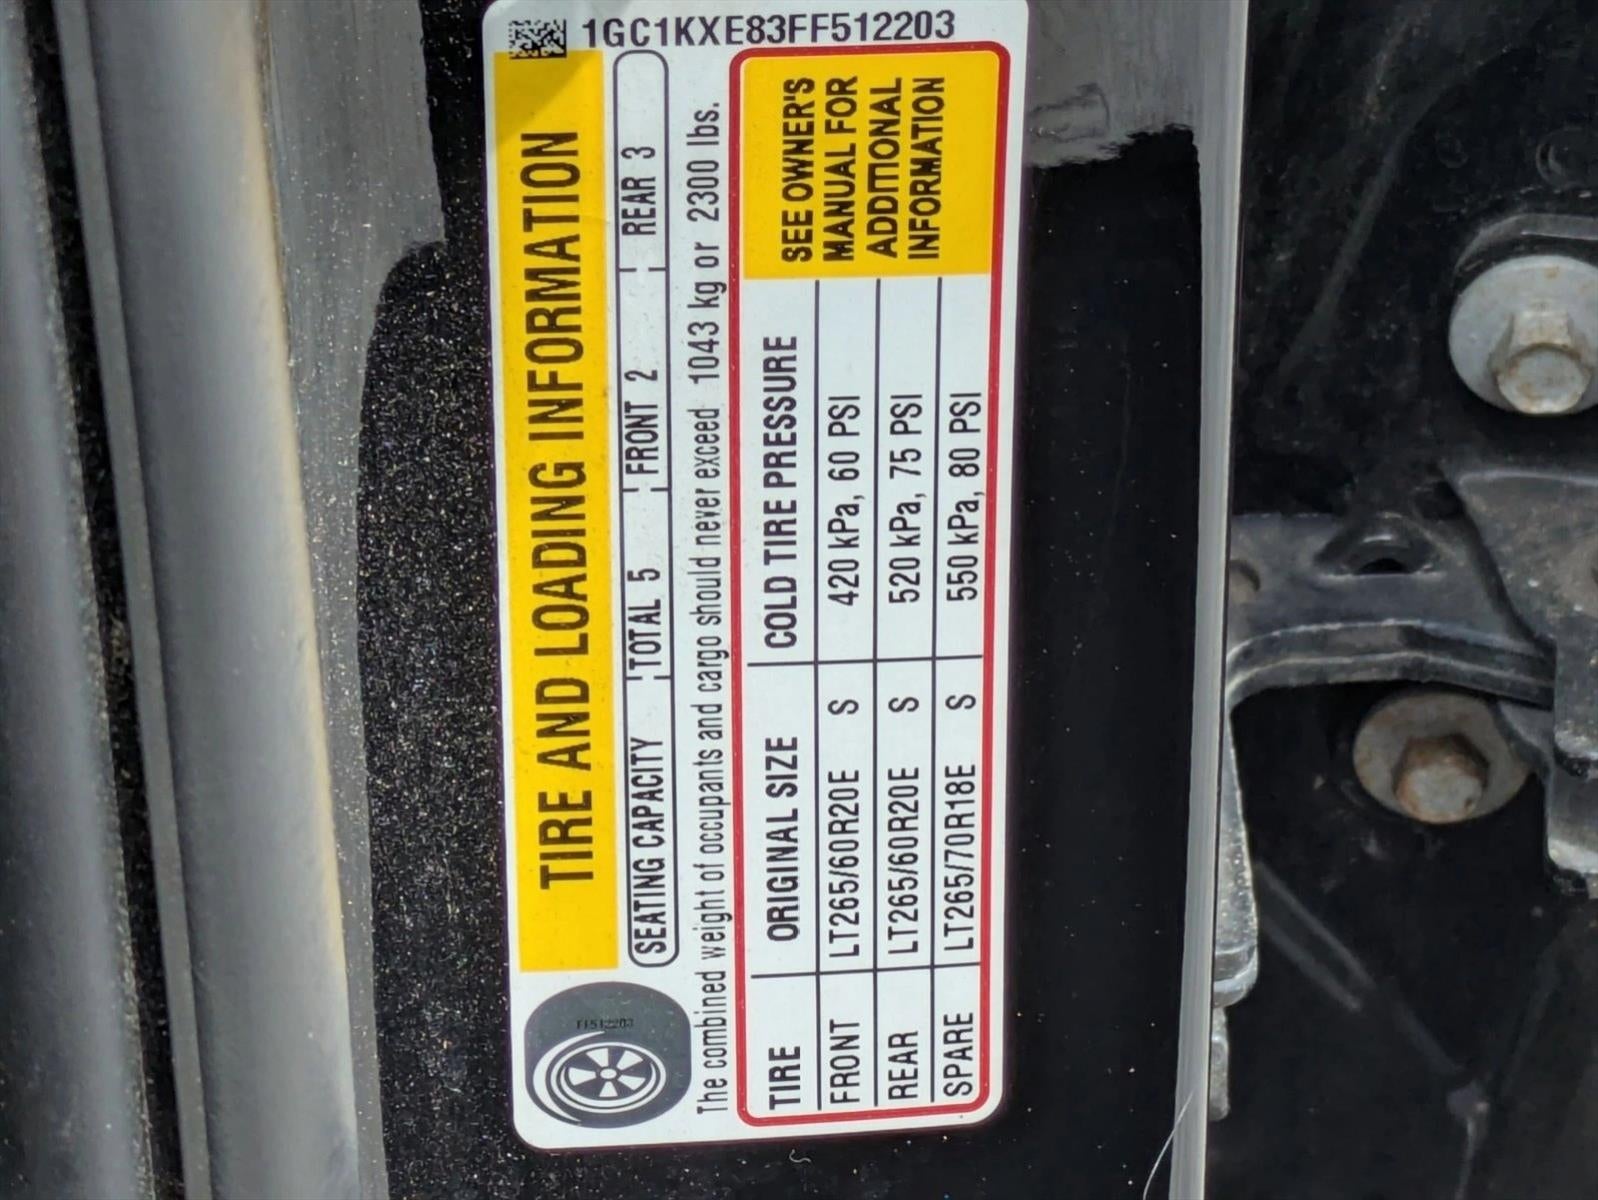 1GC1KXE83FF512203
TIRE AND LOADING INFORMATION
SEATING CAPACITY TOTAL 5 FRONT 2 REAR 3
The combined weight of occupants and cargo should never exceed 1043 kg or 2300 lbs.
TIRE ORIGINAL SIZE COLD TIRE PRESSURE
FRONT LT265/60R20E S 420 kPa, 60 PSI
REAR LT265/60R20E S 520 kPa, 75 PSI
SPARE LT265/70R18E S 550 kPa, 80 PSI
SEE OWNER'S
MANUAL FOR
ADDITIONAL
INFORMATION
FF512203